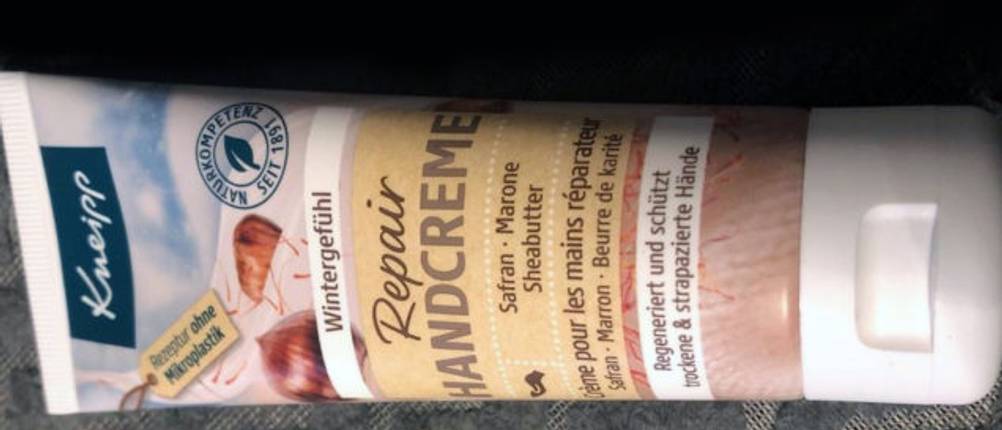 Kneipp
NATURKOMPETENZ
SEIT 1891
Rezeptur ohne
Mikroplastik
Wintergefühl
Repair
HANDCREME
Safran · Marone
Sheabutter
Crème pour les mains réparateur
Safran · Marron · Beurre de karité
Regeneriert und schützt
trockene & strapazierte Hände